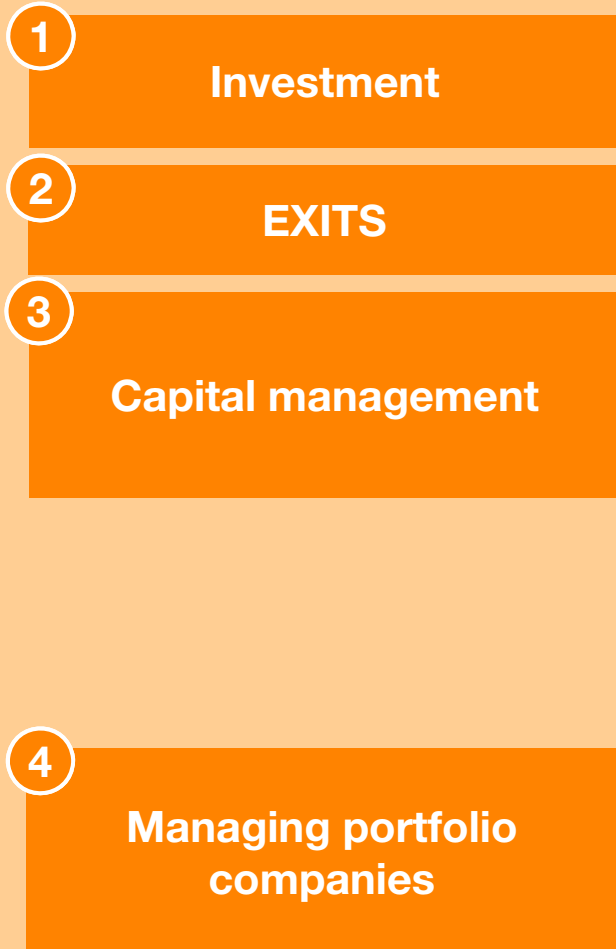 1
Investment
2
EXITS
3
Capital management
4
Managing portfolio
companies